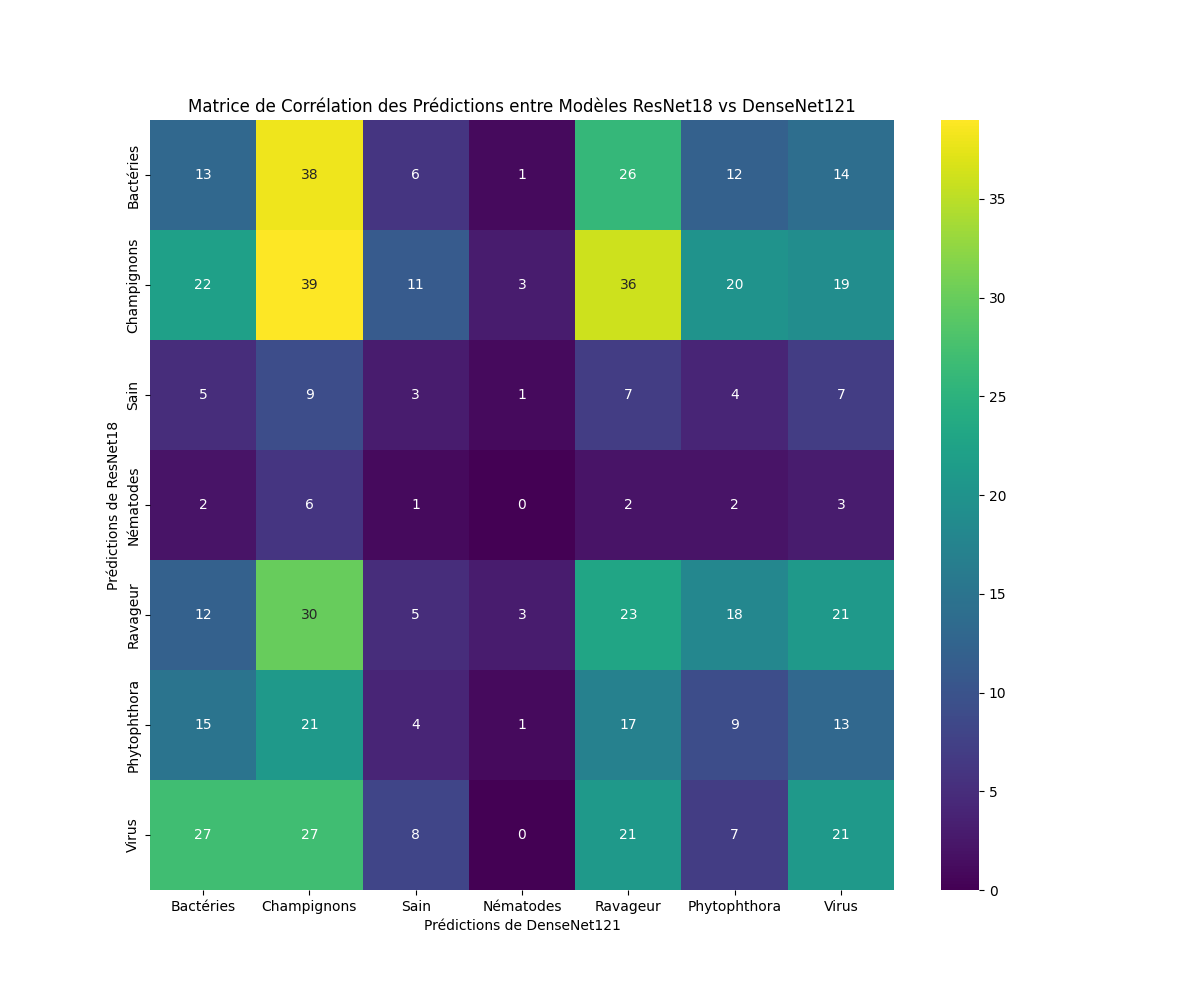 Matrice de Corrélation des Prédictions entre Modèles ResNet18 vs DenseNet121
Prédictions de ResNet18
Bactéries 13 38 6 1 26 12 14
Champignons 22 39 11 3 36 20 19
Sain 5 9 3 1 7 4 7
Nématodes 2 6 1 0 2 2 3
Ravageur 12 30 5 3 23 18 21
Phytophthora 15 21 4 1 17 9 13
Virus 27 27 8 0 21 7 21
Bactéries Champignons Sain Nématodes Ravageur Phytophthora Virus
Prédictions de DenseNet121
35
30
25
20
15
10
5
0